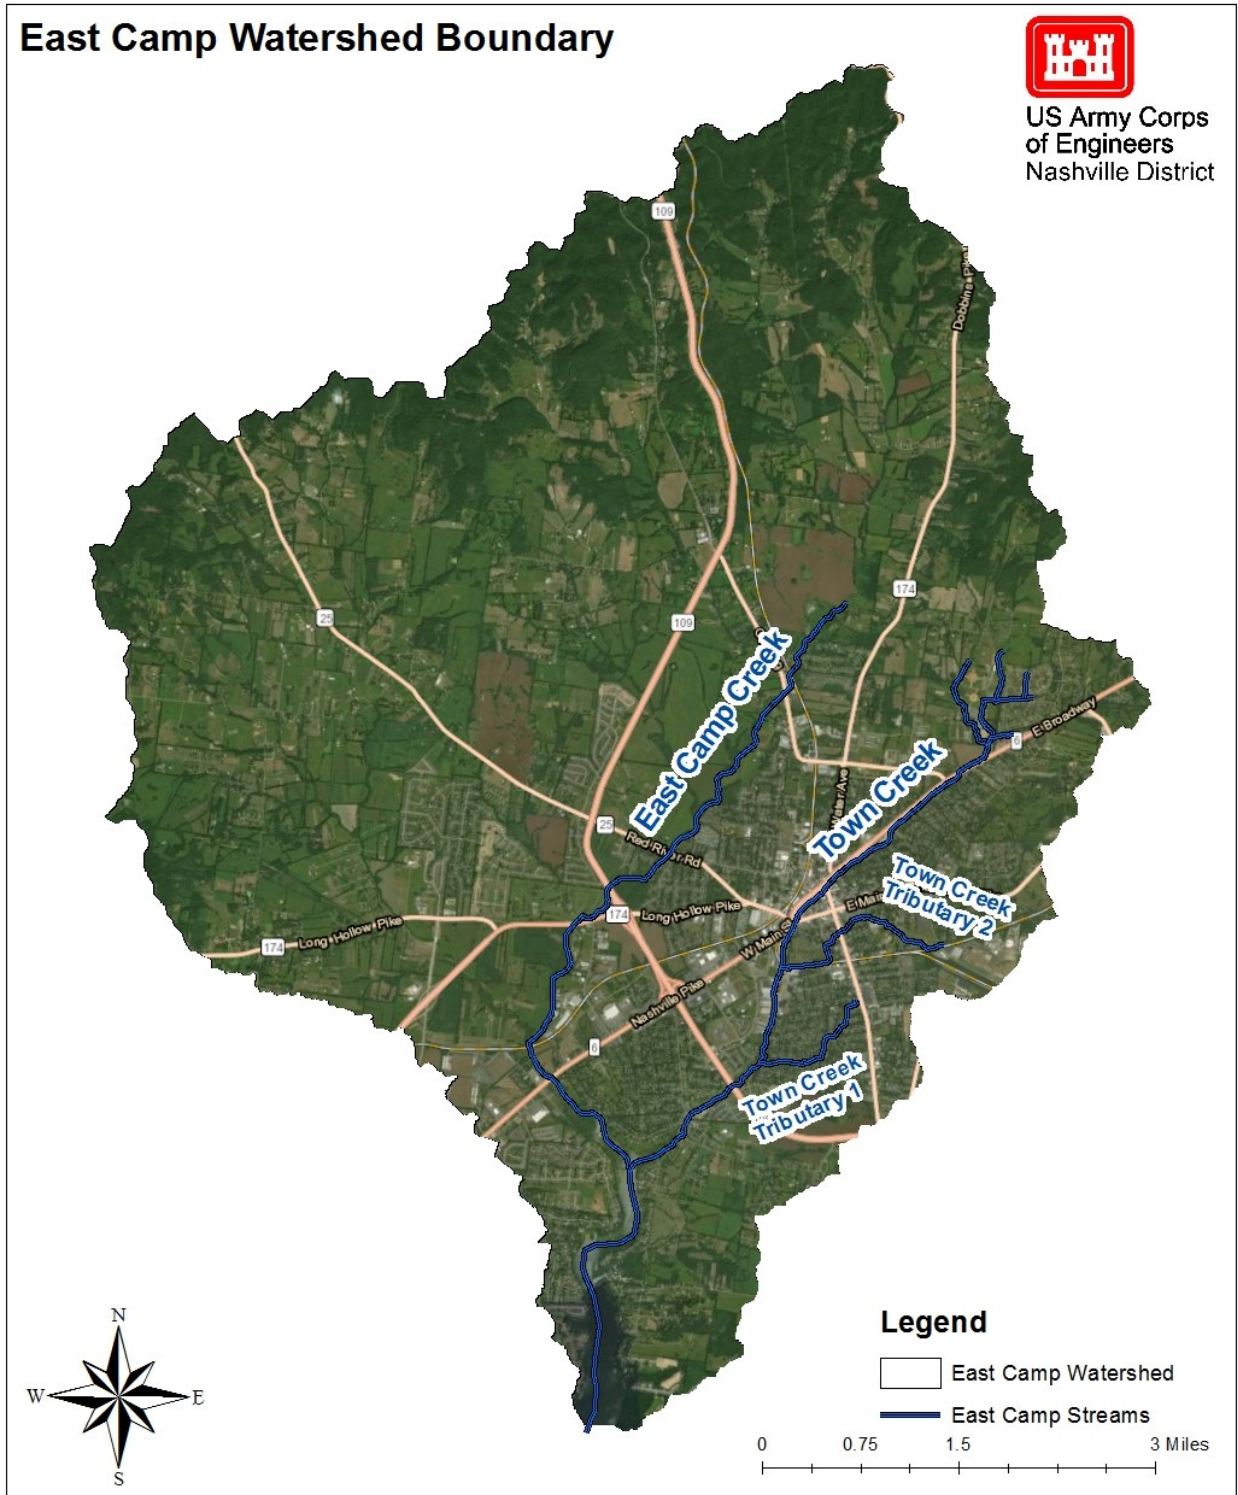 East Camp Watershed Boundary
US Army Corps
of Engineers
Nashville District
109
Dobbins Pike
174
25
109
East Camp Creek
6
E Broadway
Town Creek
Water Ave
25
Red River Rd
Town Creek
Tributary 2
174
Long Hollow Pike
E Main
174
Long Hollow Pike
W Main St
Nashville Pike
6
Town Creek
Tributary 1
N
W
E
S
Legend
East Camp Watershed
East Camp Streams
0 0.75 1.5 3 Miles